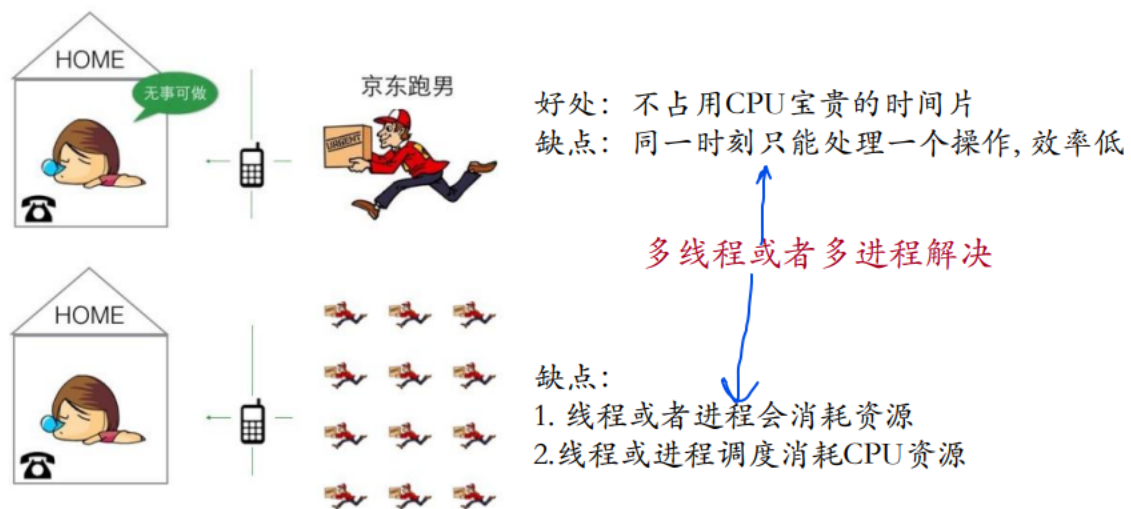 HOME
无事可做
京东跑男
URGENT
好处：不占用CPU宝贵的时间片
缺点：同一时刻只能处理一个操作, 效率低
多线程或者多进程解决
HOME
缺点：
1. 线程或者进程会消耗资源
2.线程或进程调度消耗CPU资源